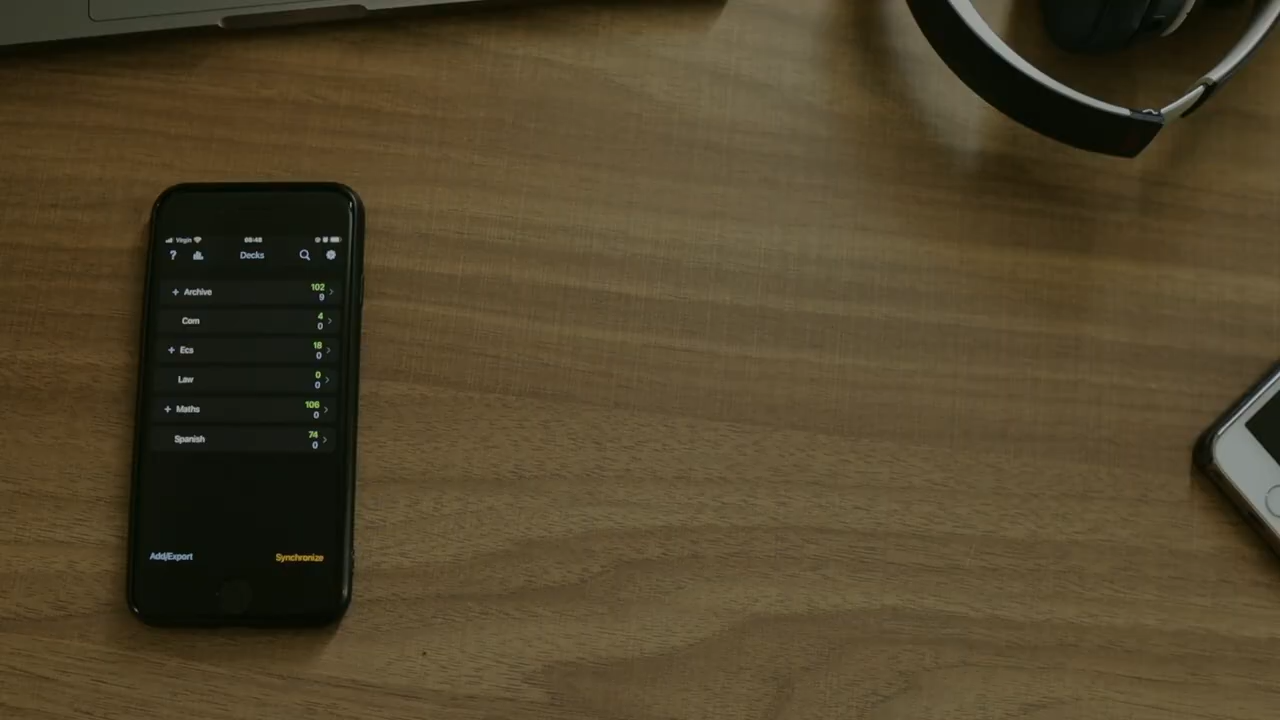 Virgin
Decks
Archive 102
9
Com 4
0
Ecs 18
0
Law 0
0
Maths 106
0
Spanish 74
0
Add/Export Synchronize